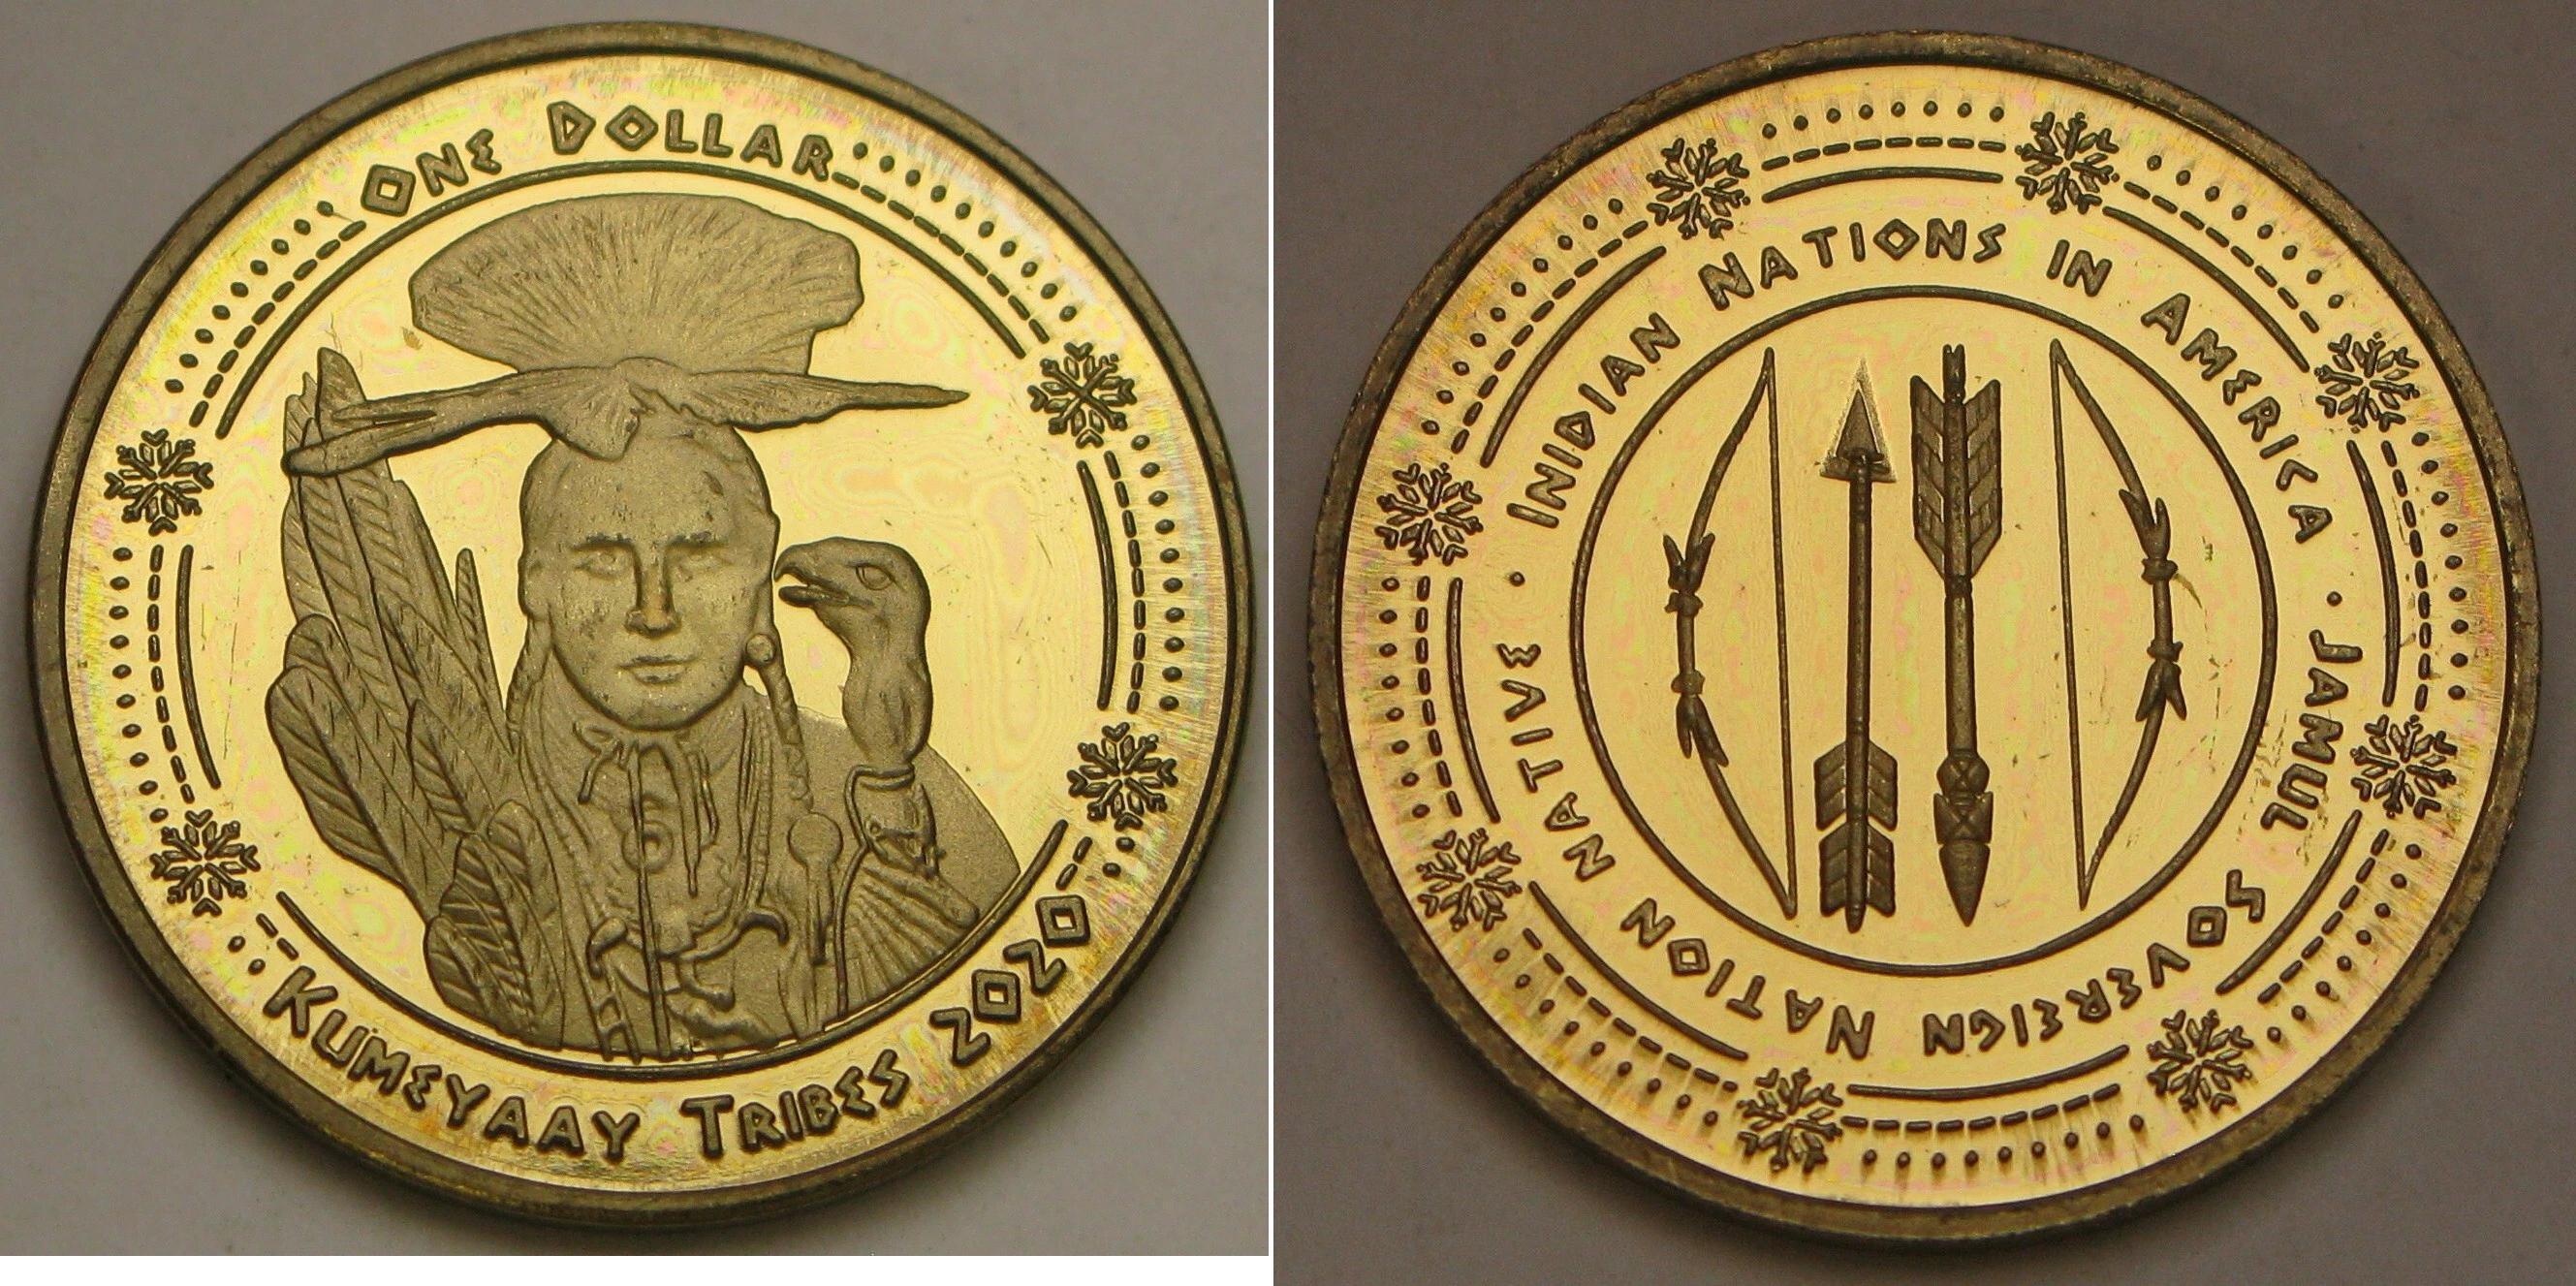 ONE DOLLAR
KUMEYAAY TRIBES 2020
INIDIAN NATIONS IN AMERICA · JAMUL SOVEREIGN NATION NATIVE ·